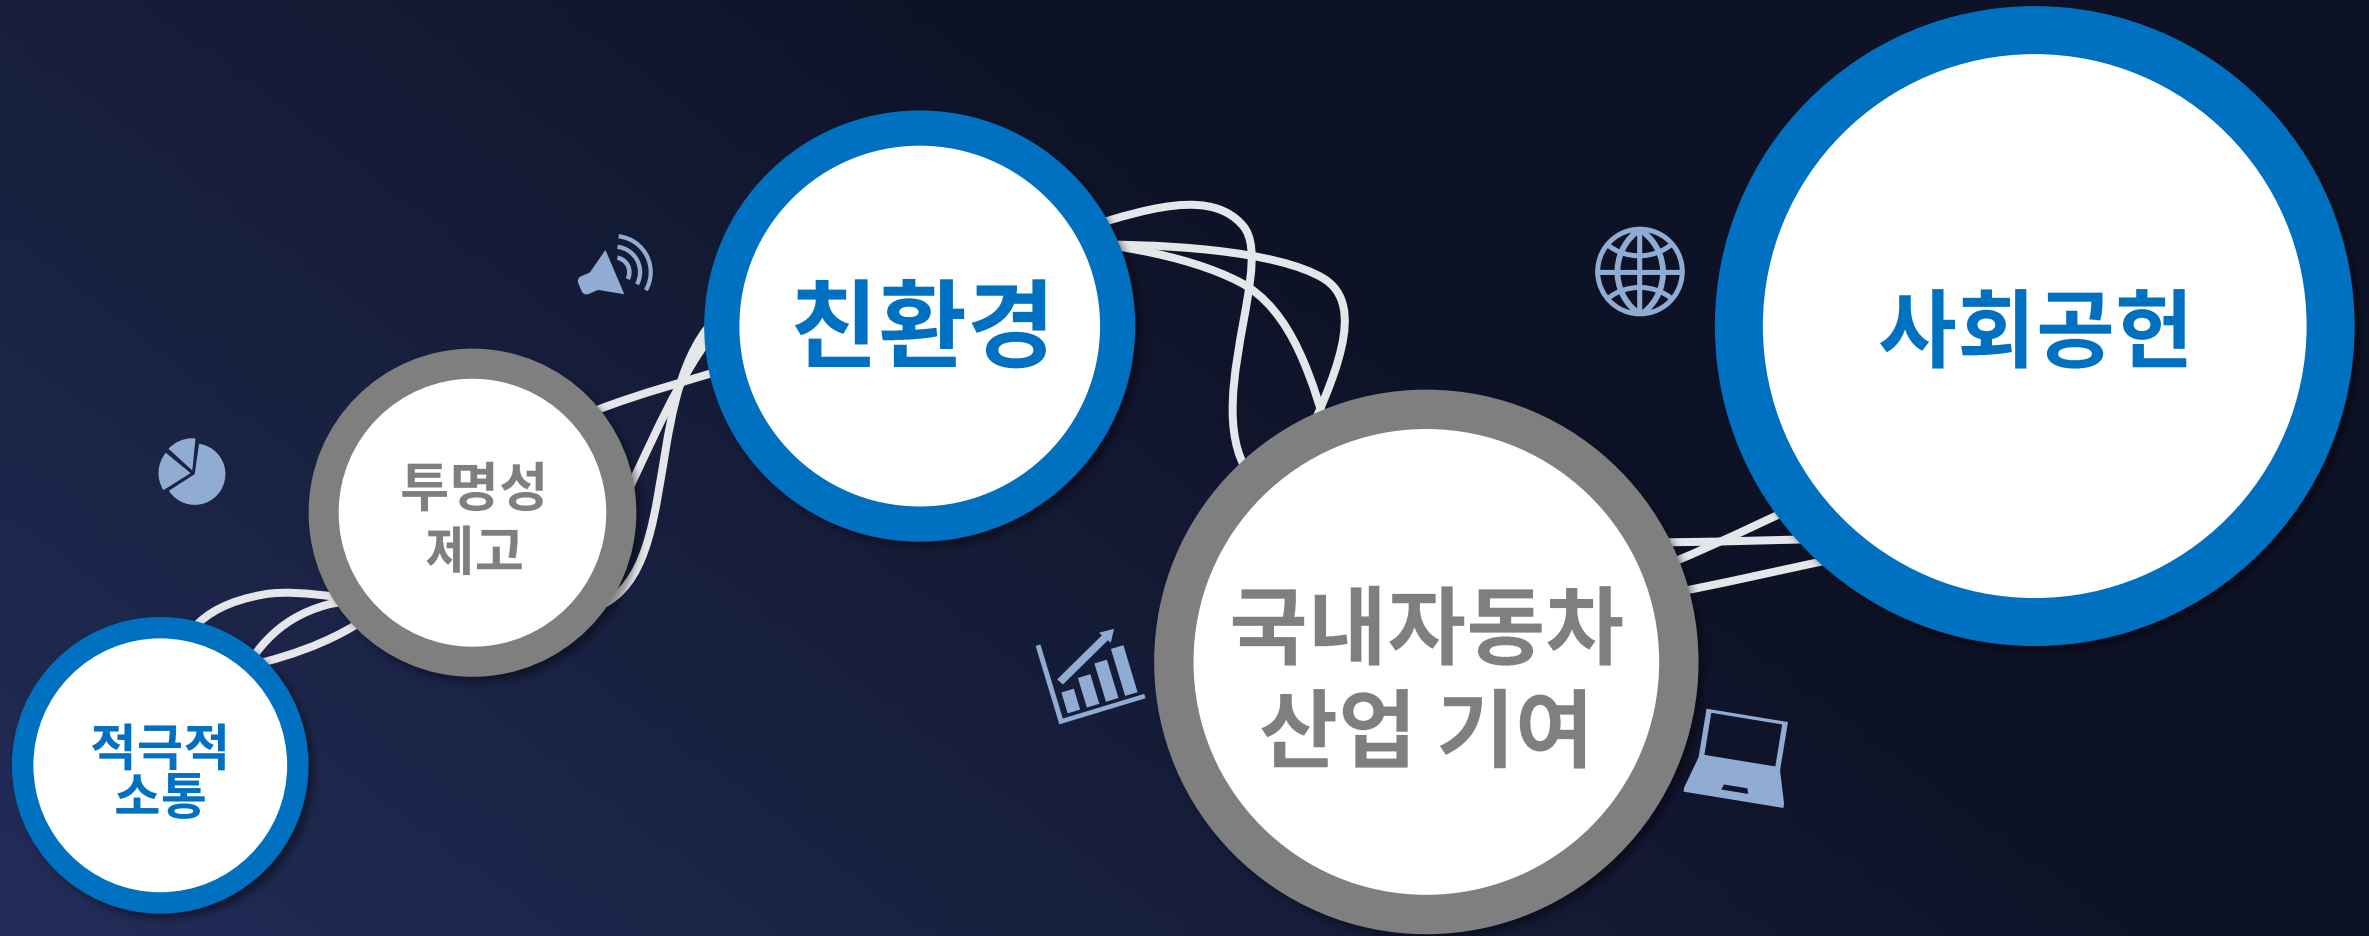 적극적
소통
투명성
제고
친환경
국내자동차
산업 기여
사회공헌